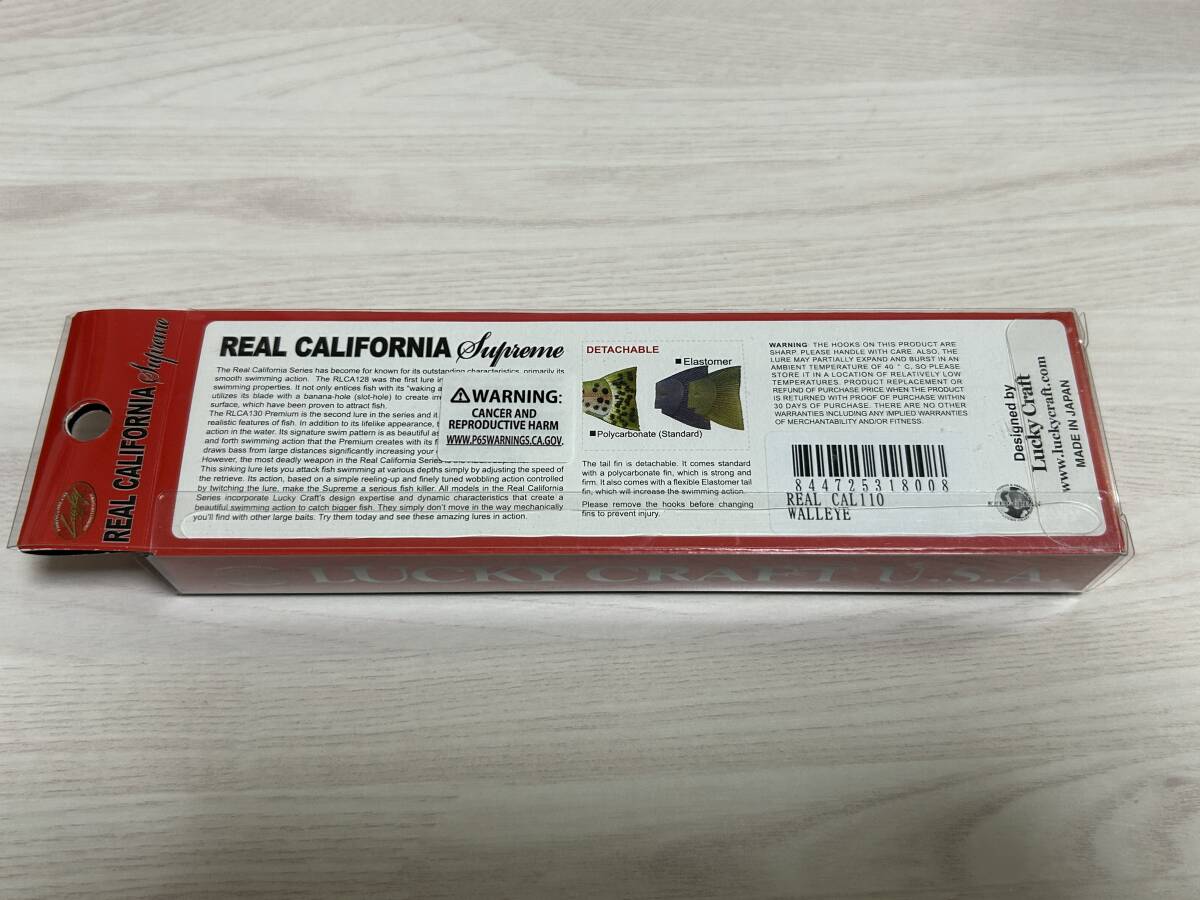 REAL CALIFORNIA Supreme
REAL CALIFORNIA Supreme
The Real California Series has become for known for its outstanding characteristics, primarily its
smooth swimming action. The RLCA128 was the first lure in
swimming properties. It not only entices fish with its "waking a
utilizes its blade with a banana-hole (slot-hole) to create irre
surface, which have been proven to attract fish.
The RLCA130 Premium is the second lure in the series and it
realistic features of fish. In addition to its lifelike appearance, t
action in the water. Its signature swim pattern is as beautiful as
and forth swimming action that the Premium creates with its fl
draws bass from large distances significantly increasing your
However, the most deadly weapon in the Real California Series
This sinking lure lets you attack fish swimming at various depths simply by adjusting the speed of
the retrieve. Its action, based on a simple reeling-up and finely tuned wobbling action controlled
by twitching the lure, make the Supreme a serious fish killer. All models in the Real California
Series incorporate Lucky Craft's design expertise and dynamic characteristics that create a
beautiful swimming action to catch bigger fish. They simply don't move in the way mechanically
you'll find with other large baits. Try them today and see these amazing lures in action.
WARNING:
CANCER AND
REPRODUCTIVE HARM
WWW.P65WARNINGS.CA.GOV.
DETACHABLE
■Elastomer
■Polycarbonate (Standard)
The tail fin is detachable. It comes standard
with a polycarbonate fin, which is strong and
firm. It also comes with a flexible Elastomer tail
fin, which will increase the swimming action.
Please remove the hooks before changing
fins to prevent injury.
WARNING: THE HOOKS ON THIS PRODUCT ARE
SHARP. PLEASE HANDLE WITH CARE. ALSO, THE
LURE MAY PARTIALLY EXPAND AND BURST IN AN
AMBIENT TEMPERATURE OF 40 ° C, SO PLEASE
STORE IT IN A LOCATION OF RELATIVELY LOW
TEMPERATURES. PRODUCT REPLACEMENT OR
REFUND OF PURCHASE PRICE WHEN THE PRODUCT
IS RETURNED WITH PROOF OF PURCHASE WITHIN
30 DAYS OF PURCHASE. THERE ARE NO OTHER
WARRANTIES INCLUDING ANY IMPLIED WARRANTIES
OF MERCHANTABILITY AND/OR FITNESS.
844725318008
REAL CAL110
WALLEYE
Designed by
Lucky Craft
www.luckycraft.com
MADE IN JAPAN
LUCKY CRAFT U.S.A.